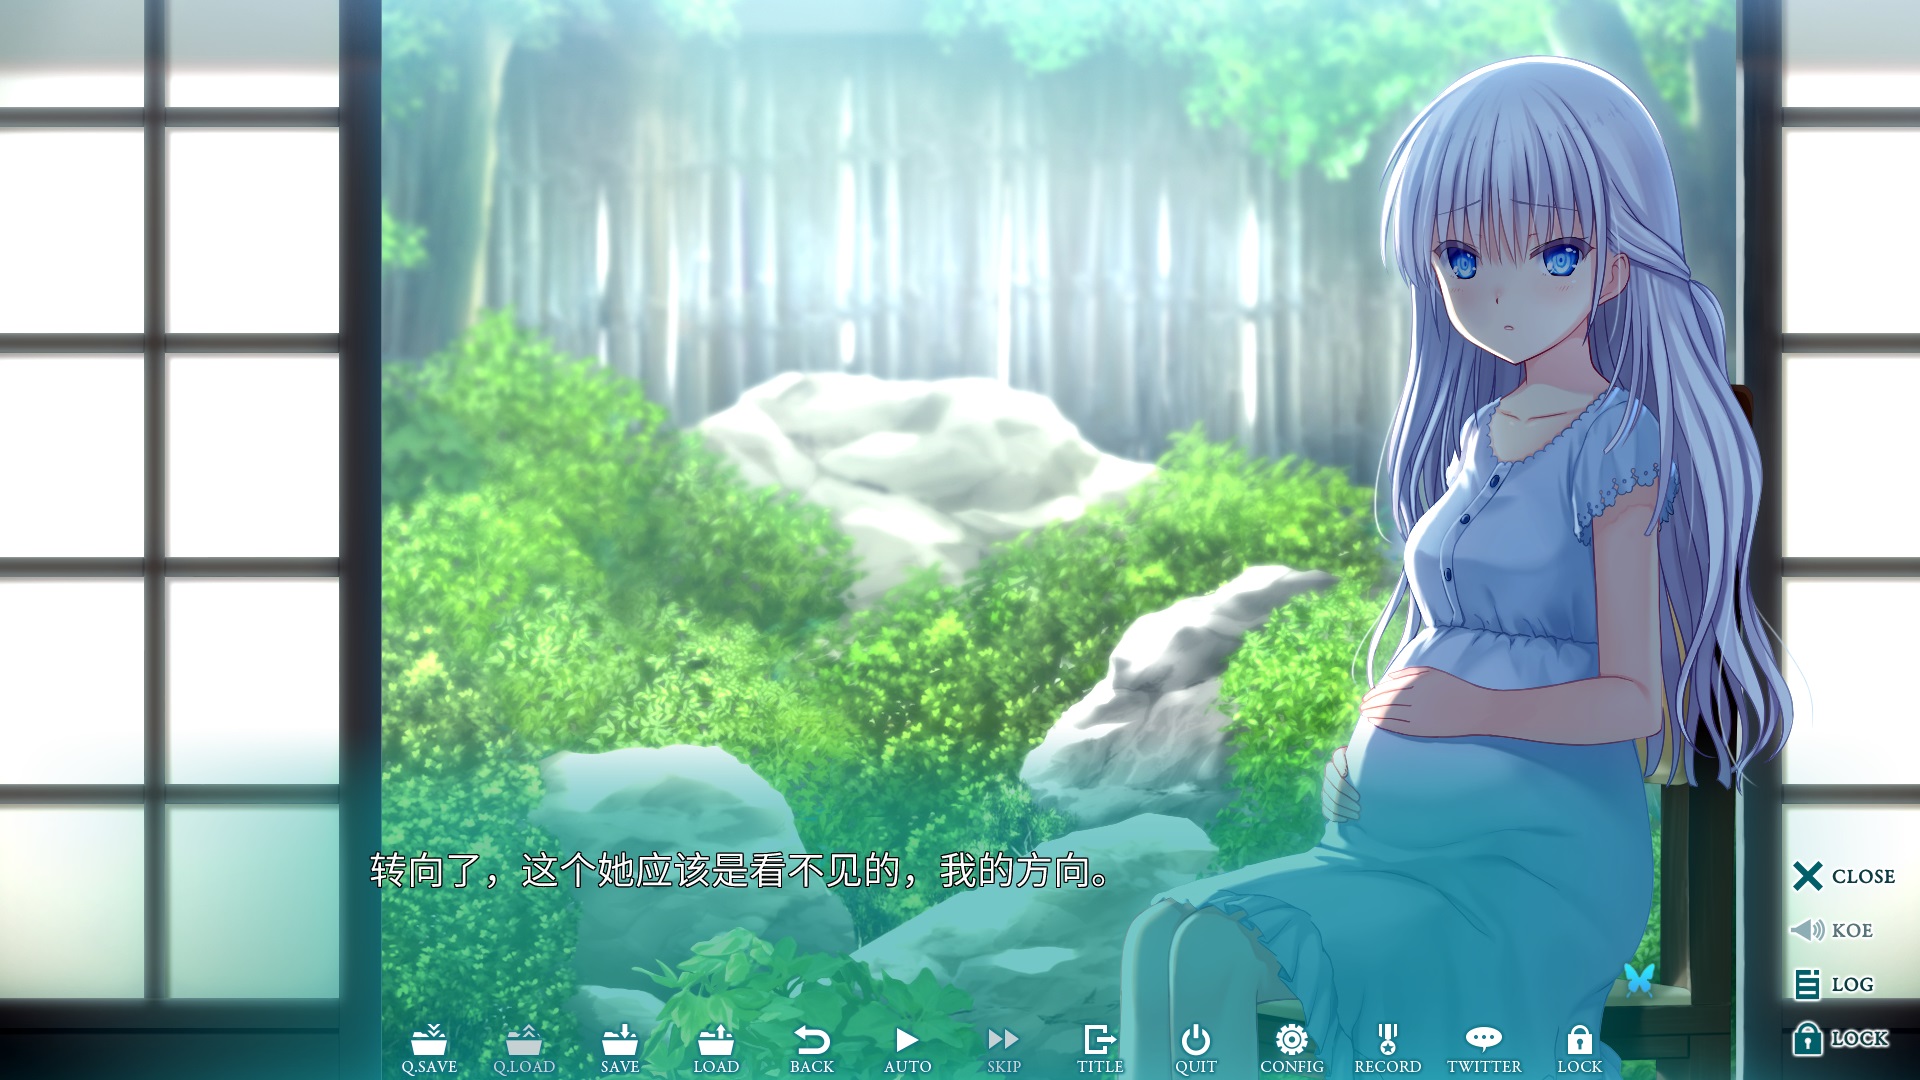 转向了，这个她应该是看不见的，我的方向。
CLOSE
KOE
LOG
LOCK
Q.SAVE
Q.LOAD
SAVE
LOAD
BACK
AUTO
SKIP
TITLE
QUIT
CONFIG
RECORD
TWITTER
LOCK